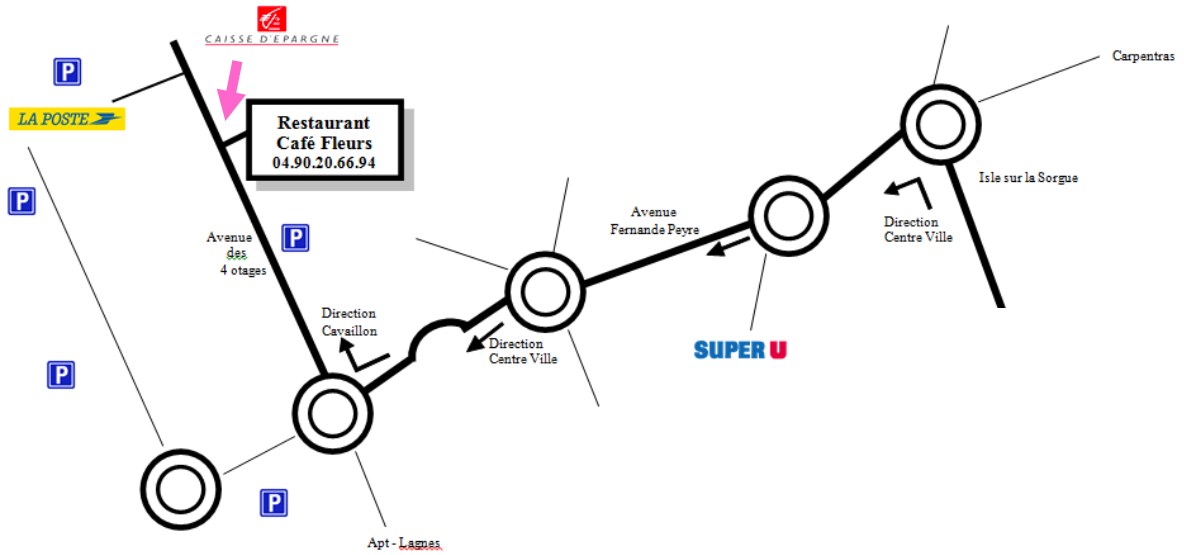 CAISSE D'EPARGNE
Carpentras
P
LA POSTE
Restaurant
Café Fleurs
04.90.20.66.94
Isle sur la Sorgue
P
Avenue
Fernande Peyre
Direction
Centre Ville
P
Avenue
des
4 otages
Direction
Cavaillon
Direction
Centre Ville
SUPER U
P
P
Apt - Lagnes